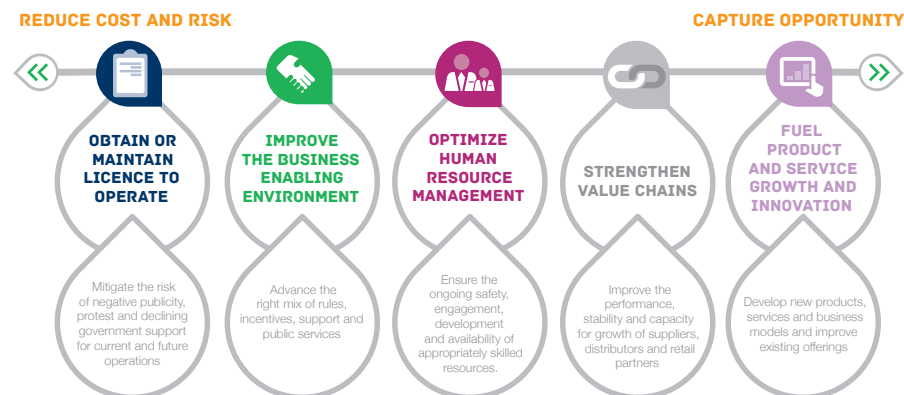 REDUCE COST AND RISK
CAPTURE OPPORTUNITY
OBTAIN OR
MAINTAIN
LICENCE TO
OPERATE
IMPROVE
THE BUSINESS
ENABLING
ENVIRONMENT
OPTIMIZE
HUMAN
RESOURCE
MANAGEMENT
STRENGTHEN
VALUE CHAINS
FUEL
PRODUCT
AND SERVICE
GROWTH AND
INNOVATION
Mitigate the risk
of negative publicity,
protest and declining
government support
for current and future
operations
Advance the
right mix of rules,
incentives, support and
public services
Ensure the
ongoing safety,
engagement,
development
and availability of
appropriately skilled
resources.
Improve the
performance,
stability and capacity
for growth of suppliers,
distributors and retail
partners
Develop new products,
services and business
models and improve
existing offerings